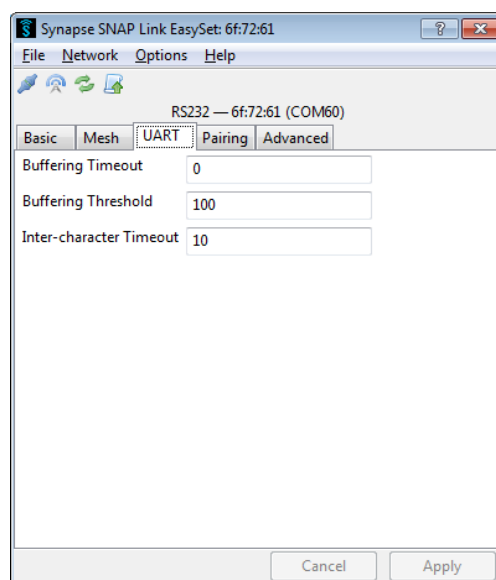 Synapse SNAP Link EasySet: 6f:72:61
File Network Options Help
RS232 — 6f:72:61 (COM60)
Basic Mesh UART Pairing Advanced
Buffering Timeout 0
Buffering Threshold 100
Inter-character Timeout 10
Cancel Apply